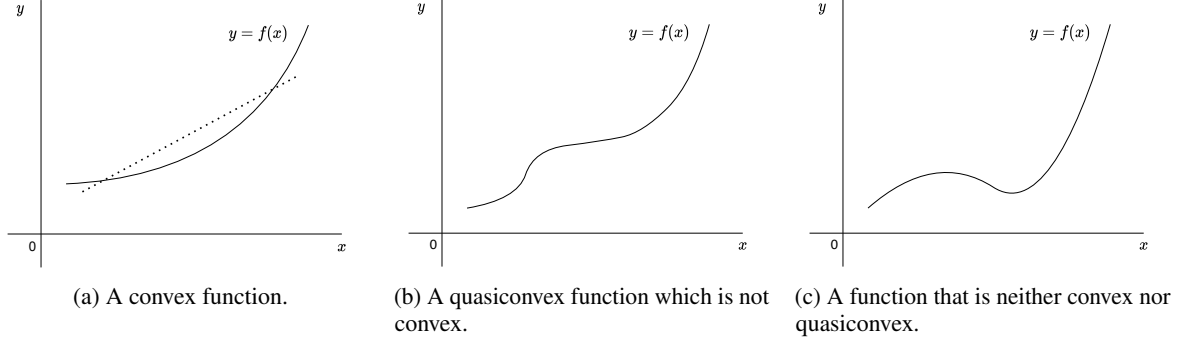 y
y = f(x)
0
x
(a) A convex function.
y
y = f(x)
0
x
(b) A quasiconvex function which is not
convex.
y
y = f(x)
0
x
(c) A function that is neither convex nor
quasiconvex.